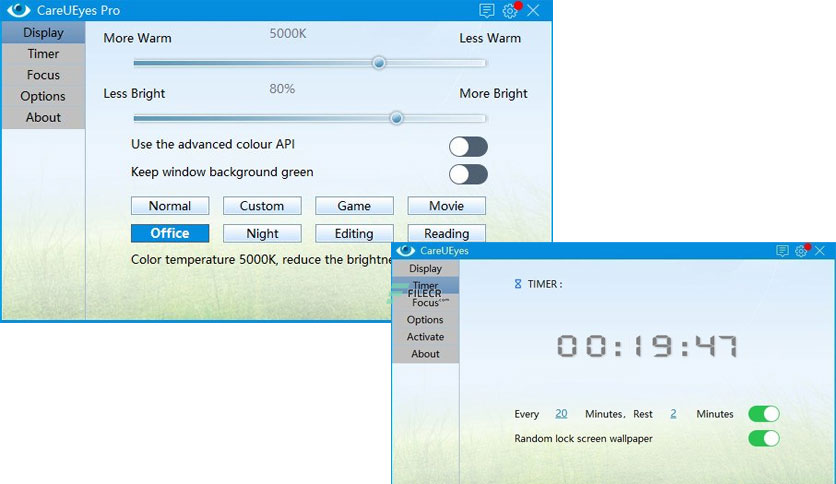 CareUEyes Pro
Display
Timer
Focus
Options
About
More Warm 5000K Less Warm
Less Bright 80% More Bright
Use the advanced colour API
Keep window background green
Normal Custom Game Movie
Office Night Editing Reading
Color temperature 5000K, reduce the brightne
CareUEyes
Display
Timer
FILECR
.com
Focus
Options
Activate
About
TIMER :
00:19:47
Every 20 Minutes, Rest 2 Minutes
Random lock screen wallpaper